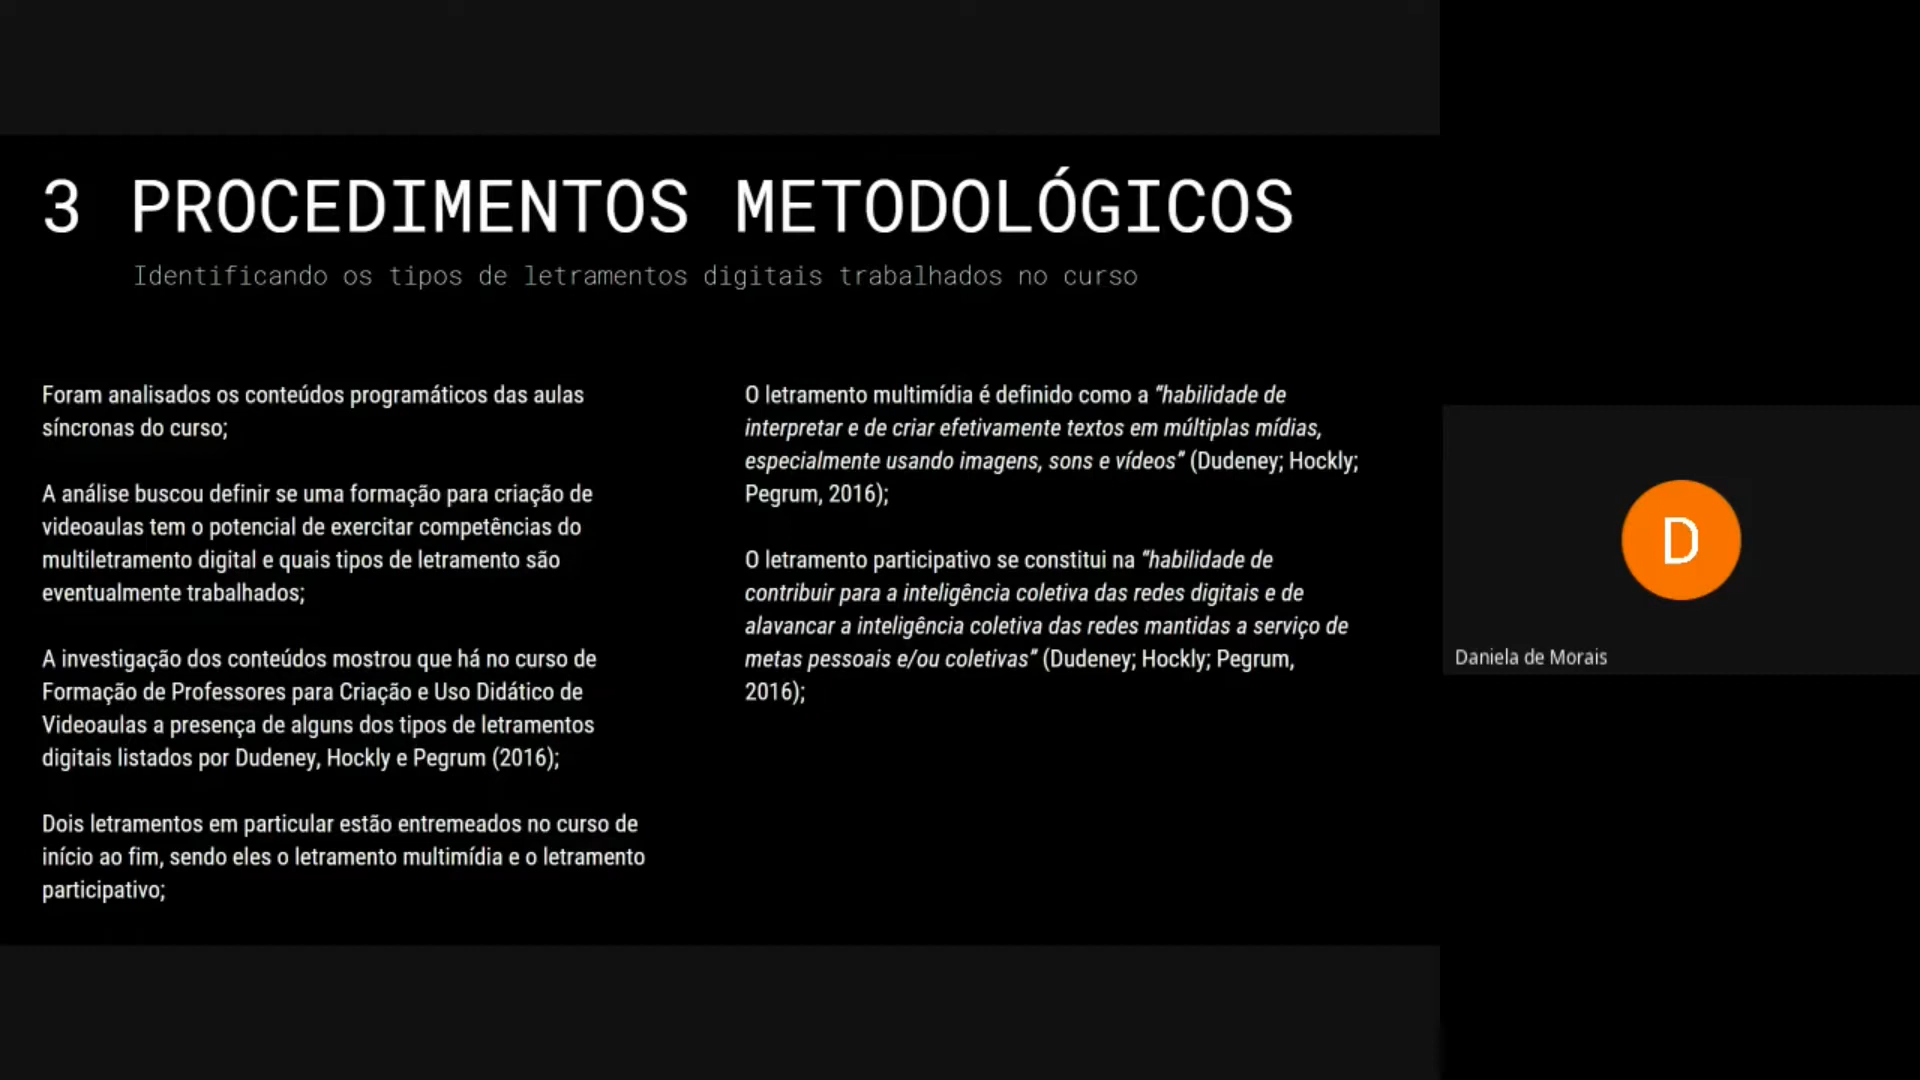 3 PROCEDIMENTOS METODOLÓGICOS
Identificando os tipos de letramentos digitais trabalhados no curso
Foram analisados os conteúdos programáticos das aulas
síncronas do curso;
A análise buscou definir se uma formação para criação de
videoaulas tem o potencial de exercitar competências do
multiletramento digital e quais tipos de letramento são
eventualmente trabalhados;
A investigação dos conteúdos mostrou que há no curso de
Formação de Professores para Criação e Uso Didático de
Videoaulas a presença de alguns dos tipos de letramentos
digitais listados por Dudeney, Hockly e Pegrum (2016);
Dois letramentos em particular estão entremeados no curso de
início ao fim, sendo eles o letramento multimídia e o letramento
participativo;
O letramento multimídia é definido como a “habilidade de
interpretar e de criar efetivamente textos em múltiplas mídias,
especialmente usando imagens, sons e vídeos” (Dudeney; Hockly;
Pegrum, 2016);
O letramento participativo se constitui na “habilidade de
contribuir para a inteligência coletiva das redes digitais e de
alavancar a inteligência coletiva das redes mantidas a serviço de
metas pessoais e/ou coletivas” (Dudeney; Hockly; Pegrum,
2016);
D
Daniela de Morais